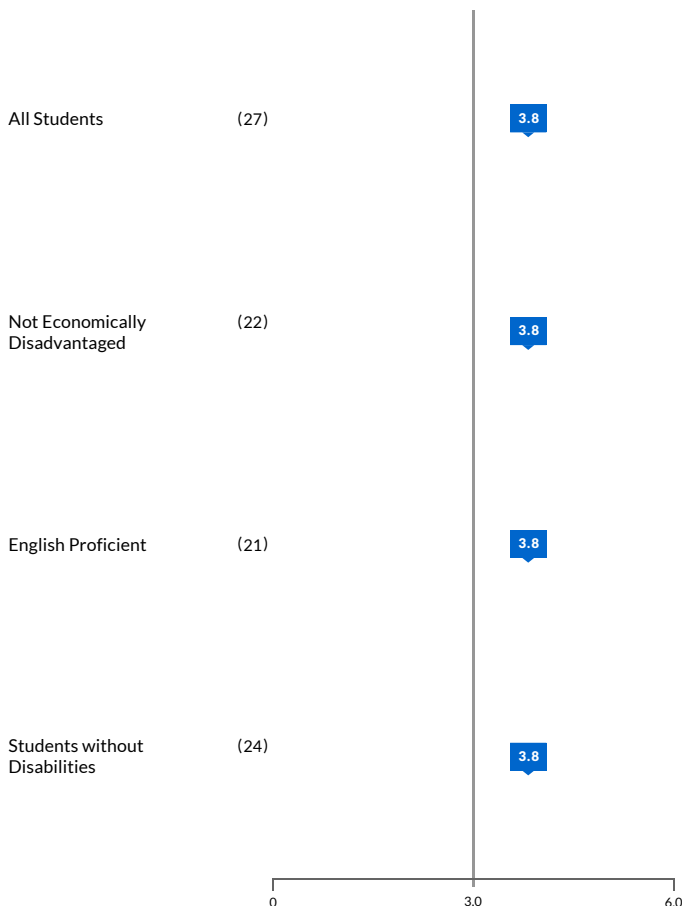 All Students (27) 3.8
Not Economically (22) 3.8
Disadvantaged
English Proficient (21) 3.8
Students without (24) 3.8
Disabilities
0 3.0 6.0